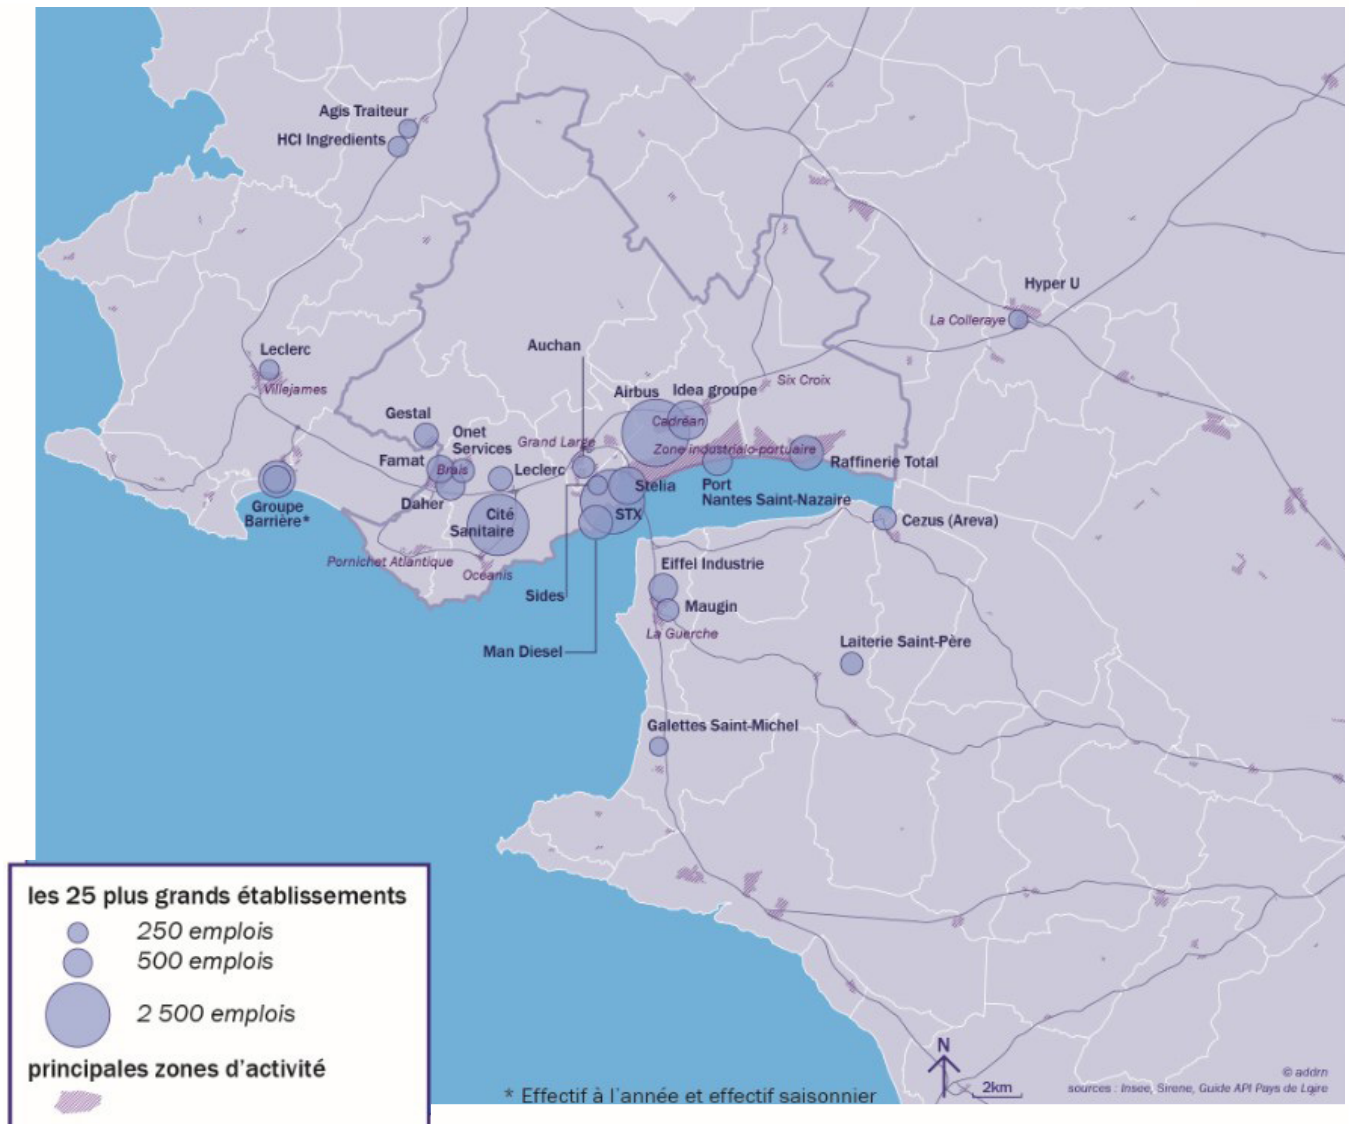 Agis Traiteur
HCI Ingredients
Hyper U
La Colleraye
Auchan
Leclerc
Villejames
Airbus
Idea groupe
Six Croix
Cadréan
Gestal
Onet
Services
Grand Large
Zone industrialo-portuaire
Famat
Brais
Leclerc
Raffinerie Total
Stelia
Port
Nantes Saint-Nazaire
Daher
Groupe
Barrière*
Cité
Sanitaire
STX
Cezus (Areva)
Pornichet Atlantique
Océanis
Eiffel Industrie
Sides
Maugin
La Guerche
Man Diesel
Laiterie Saint-Père
Galettes Saint-Michel
les 25 plus grands établissements
250 emplois
500 emplois
2 500 emplois
principales zones d'activité
* Effectif à l'année et effectif saisonnier
N
2km
© addrn
sources : Insee, Sirene, Guide API Pays de Loire